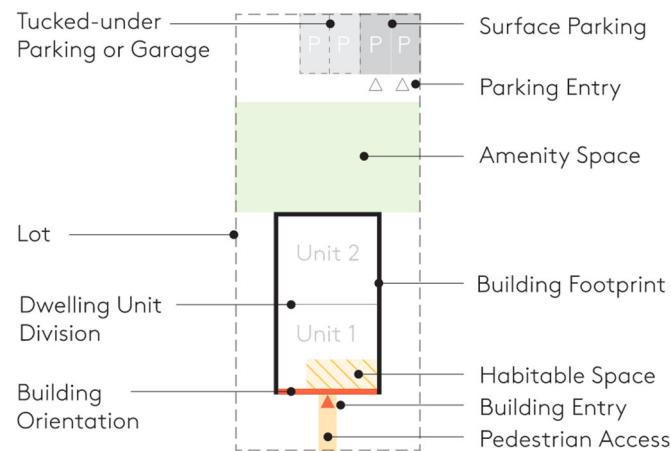 Tucked-under
Parking or Garage
P P P P
Surface Parking
Parking Entry
Amenity Space
Lot
Unit 2
Building Footprint
Dwelling Unit
Division
Unit 1
Habitable Space
Building
Orientation
Building Entry
Pedestrian Access